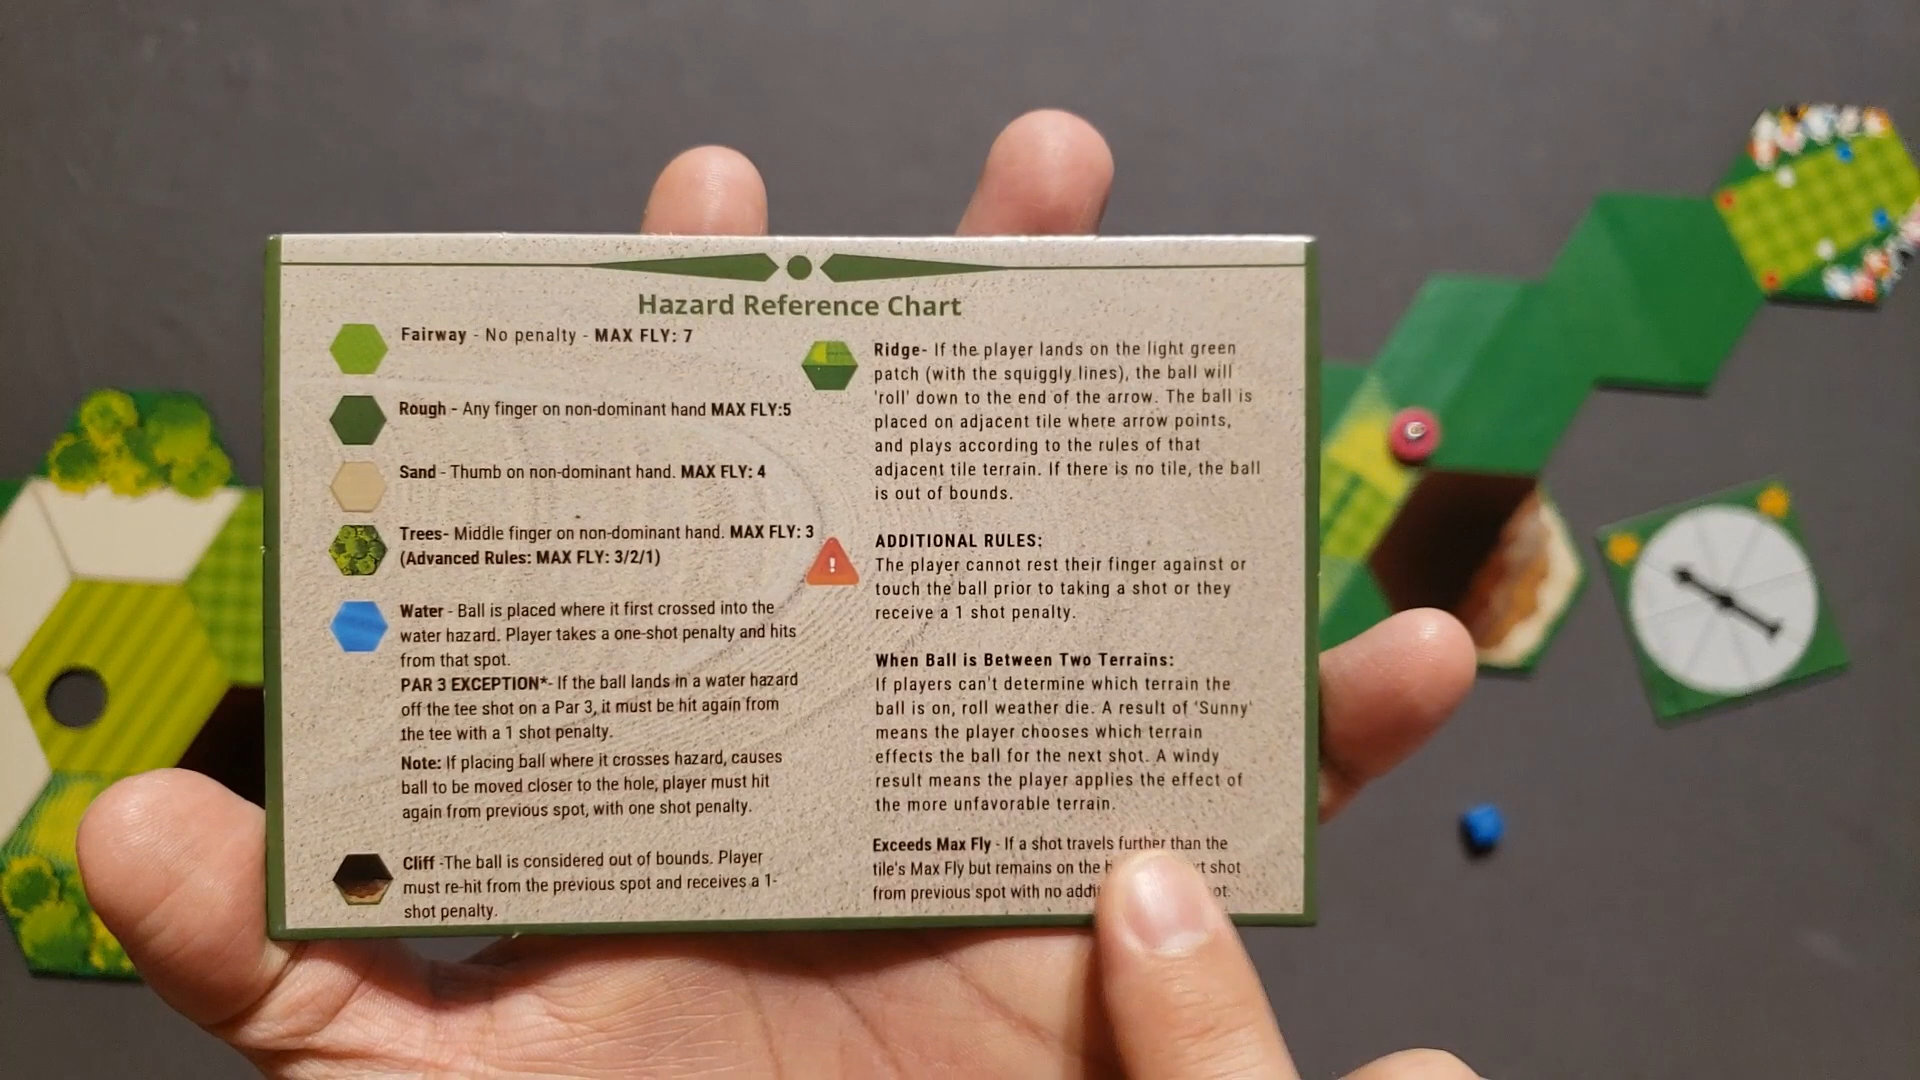 Hazard Reference Chart
Fairway - No penalty - MAX FLY: 7
Rough - Any finger on non-dominant hand MAX FLY:5
Sand - Thumb on non-dominant hand. MAX FLY: 4
Trees- Middle finger on non-dominant hand. MAX FLY: 3
(Advanced Rules: MAX FLY: 3/2/1)
Water - Ball is placed where it first crossed into the
water hazard. Player takes a one-shot penalty and hits
from that spot.
PAR 3 EXCEPTION*- If the ball lands in a water hazard
off the tee shot on a Par 3, it must be hit again from
the tee with a 1 shot penalty.
Note: If placing ball where it crosses hazard, causes
ball to be moved closer to the hole, player must hit
again from previous spot, with one shot penalty.
Cliff -The ball is considered out of bounds. Player
must re-hit from the previous spot and receives a 1-
shot penalty.
Ridge- If the player lands on the light green
patch (with the squiggly lines), the ball will
'roll' down to the end of the arrow. The ball is
placed on adjacent tile where arrow points,
and plays according to the rules of that
adjacent tile terrain. If there is no tile, the ball
is out of bounds.
!
ADDITIONAL RULES:
The player cannot rest their finger against or
touch the ball prior to taking a shot or they
receive a 1 shot penalty.
When Ball is Between Two Terrains:
If players can't determine which terrain the
ball is on, roll weather die. A result of 'Sunny'
means the player chooses which terrain
effects the ball for the next shot. A windy
result means the player applies the effect of
the more unfavorable terrain.
Exceeds Max Fly - If a shot travels further than the
tile's Max Fly but remains on the shot
from previous spot with no